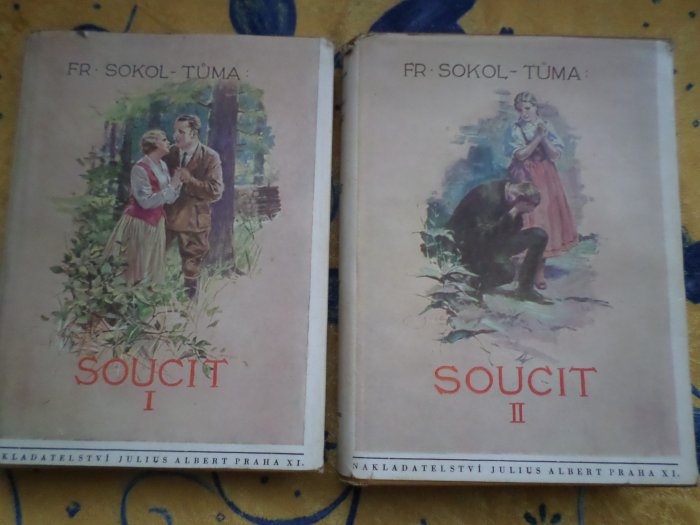 FR · SOKOL - TŮMA :
SOUCIT
I
NAKLADATELSTVÍ JULIUS ALBERT PRAHA XI.
FR · SOKOL - TŮMA :
SOUCIT
II
NAKLADATELSTVÍ JULIUS ALBERT PRAHA XI.